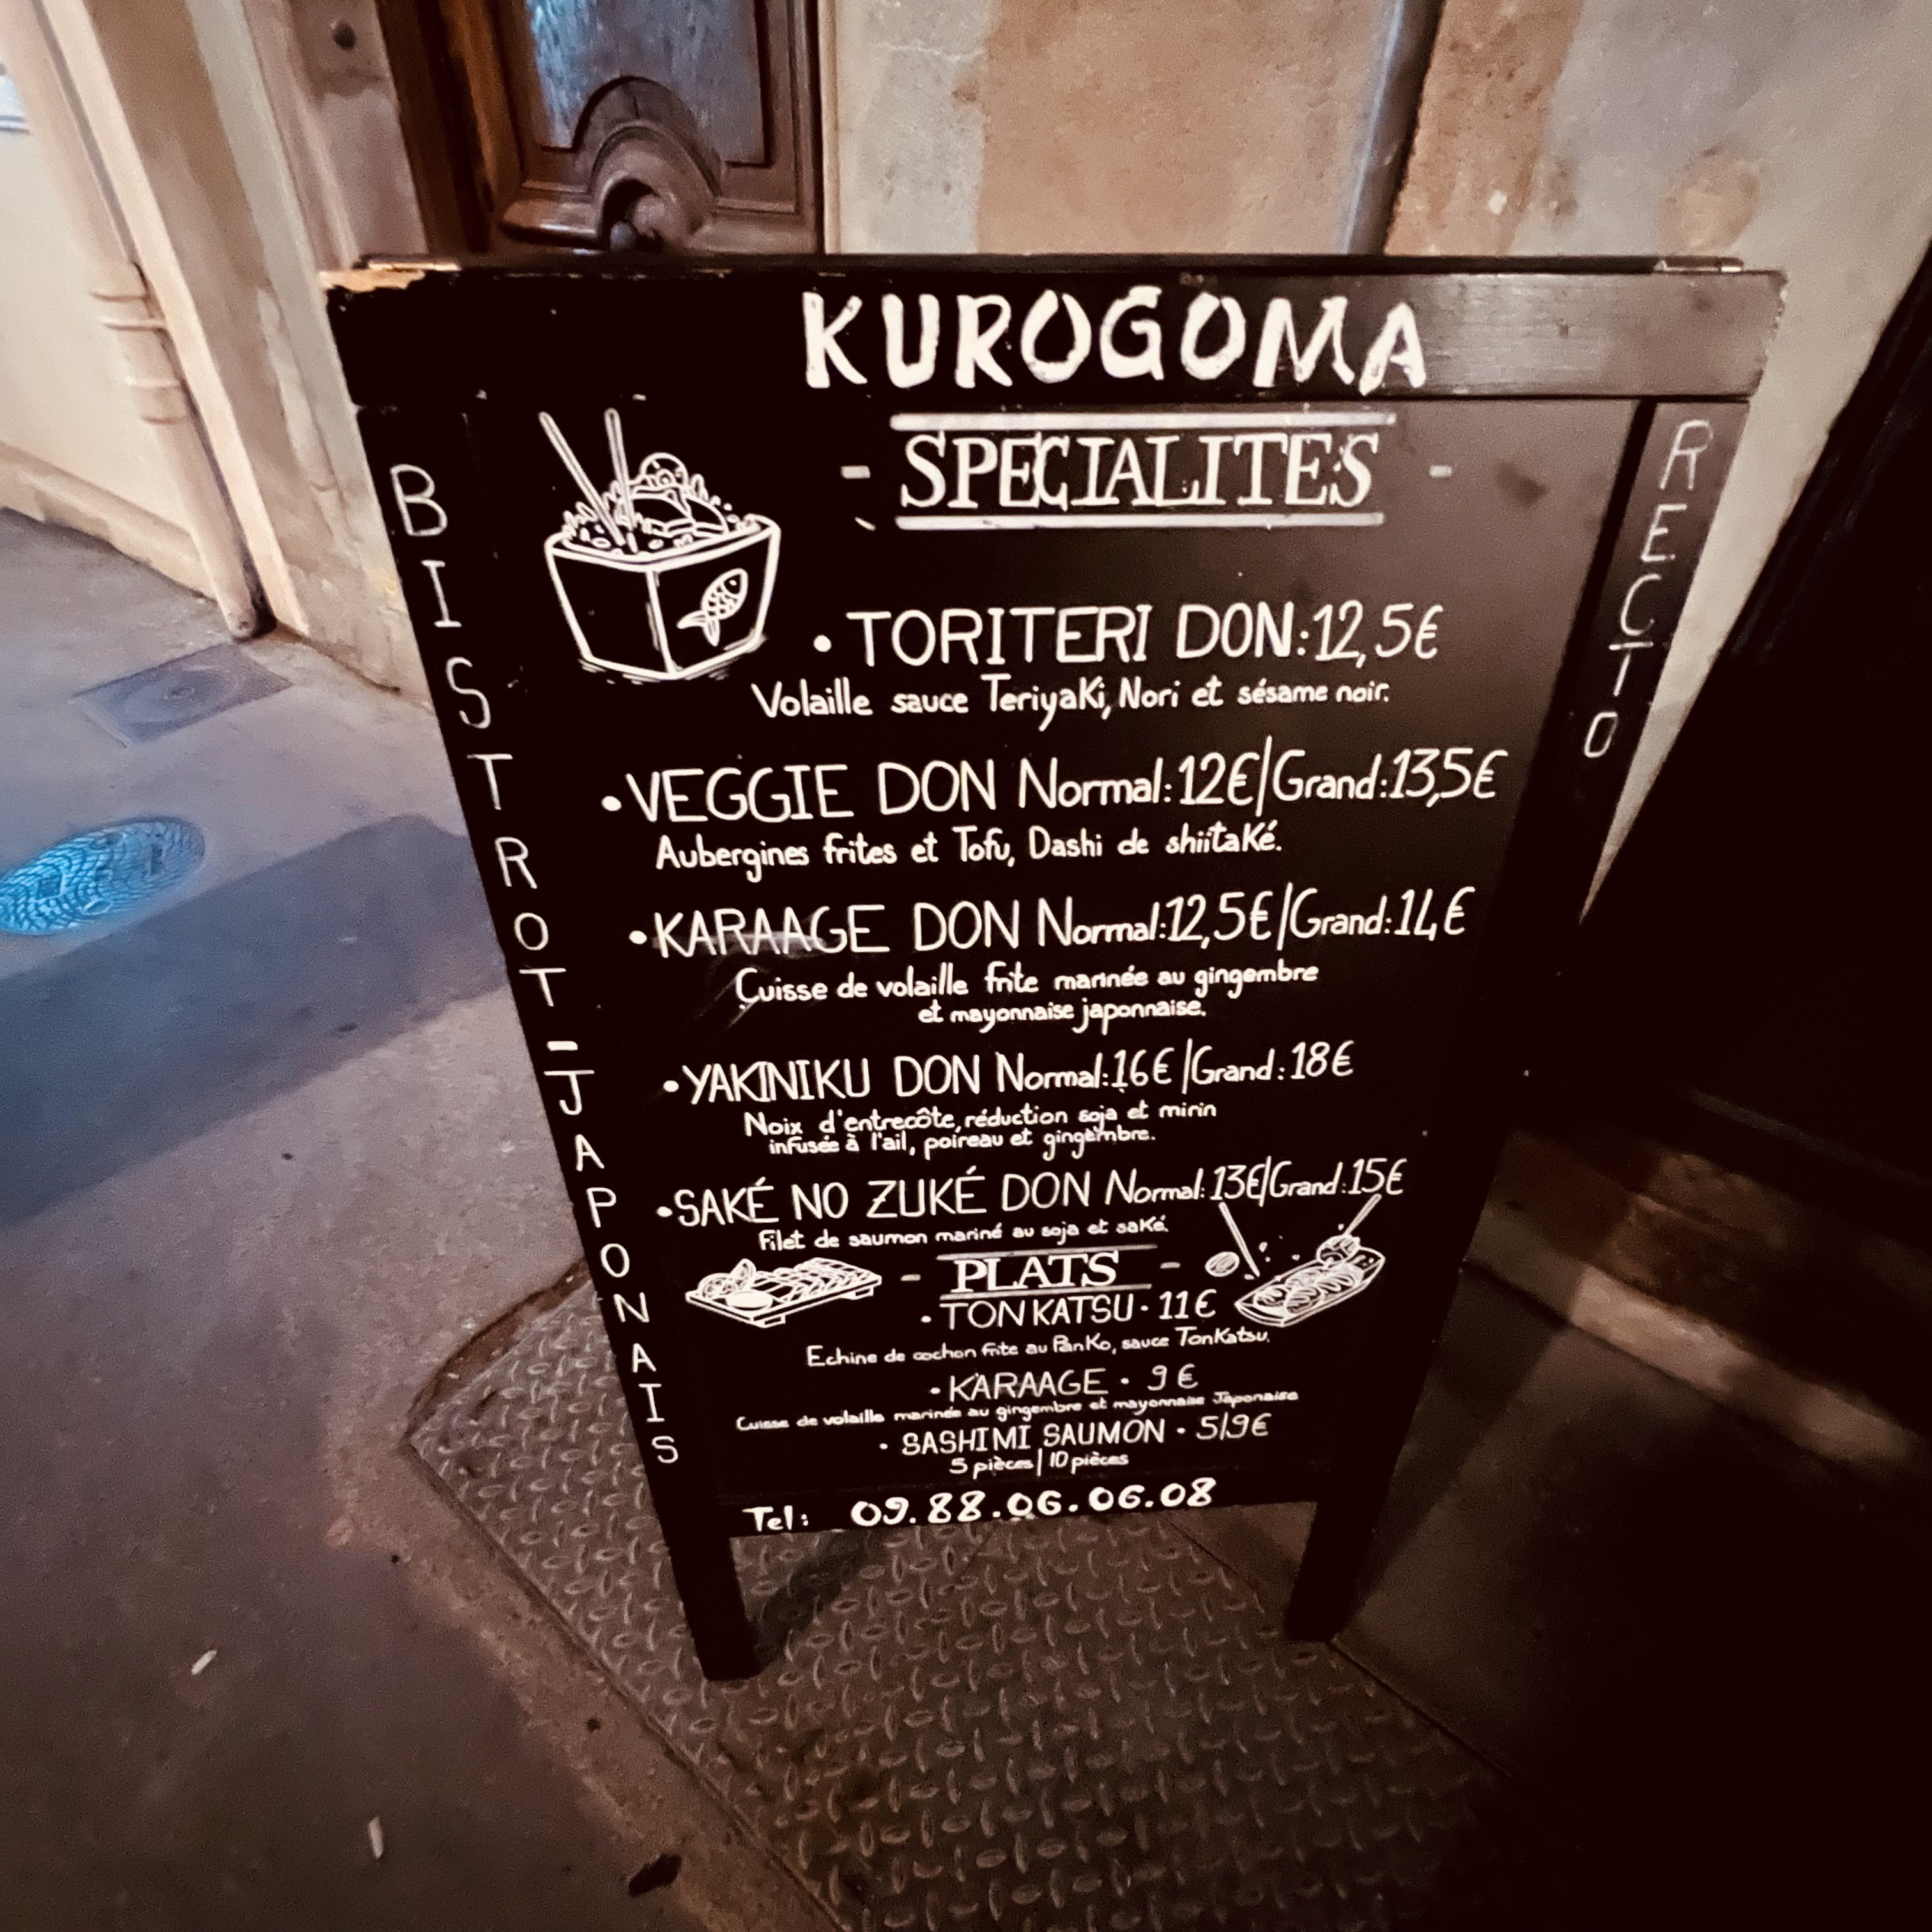 KUROGOMA
- SPECIALITES -
BISTROT-JAPONAIS
RECTO
• TORITERI DON:12,5€
Volaille sauce Teriyaki, Nori et sésame noir.
• VEGGIE DON Normal:12€/Grand:13,5€
Aubergines frites et Tofu, Dashi de shiitaké.
• KARAAGE DON Normal:12,5€/Grand:14€
Cuisse de volaille frite marinée au gingembre
et mayonnaise japonnaise.
• YAKINIKU DON Normal:16€/Grand:18€
Noix d'entrecôte, réduction soja et mirin
infusée à l'ail, poireau et gingembre.
• SAKÉ NO ZUKÉ DON Normal:13€/Grand:15€
Filet de saumon mariné au soja et saké.
- PLATS -
• TONKATSU • 11€
Echine de cochon frite au Panko, sauce Tonkatsu.
• KARAAGE • 9€
Cuisse de volaille marinée au gingembre et mayonnaise Japonaise
• SASHIMI SAUMON • 5/9€
5 pièces/10 pièces
Tel: 09.88.06.06.08